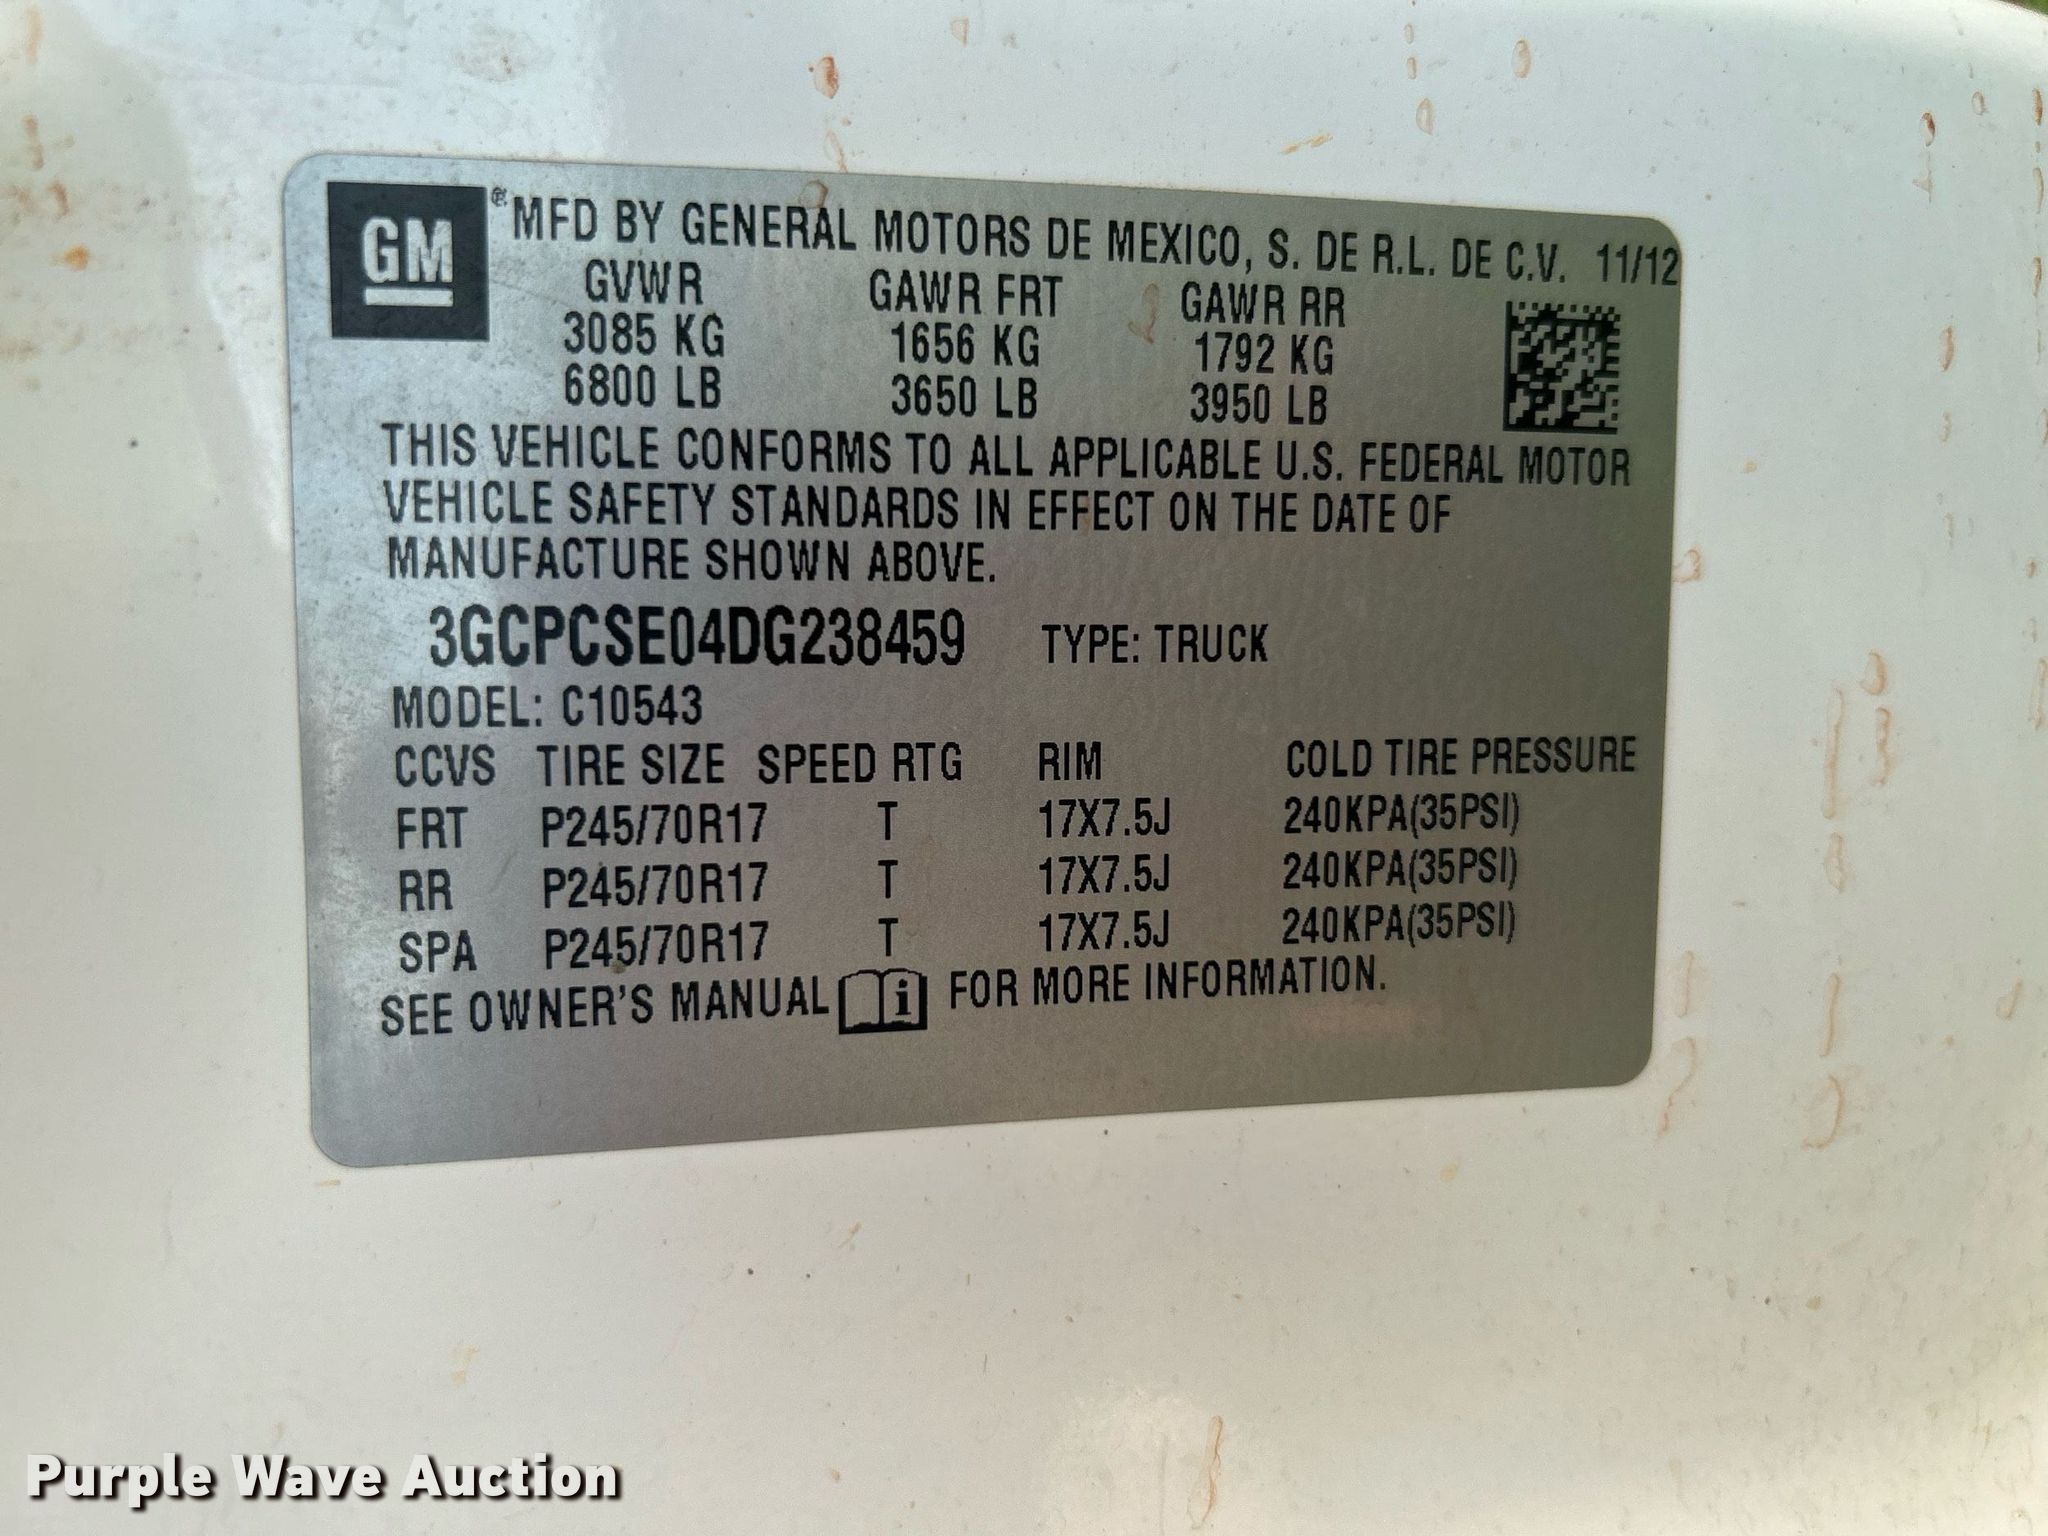 GM
® MFD BY GENERAL MOTORS DE MEXICO, S. DE R.L. DE C.V. 11/12
GVWR GAWR FRT GAWR RR
3085 KG 1656 KG 1792 KG
6800 LB 3650 LB 3950 LB
THIS VEHICLE CONFORMS TO ALL APPLICABLE U.S. FEDERAL MOTOR
VEHICLE SAFETY STANDARDS IN EFFECT ON THE DATE OF
MANUFACTURE SHOWN ABOVE.
3GCPCSE04DG238459 TYPE: TRUCK
MODEL: C10543
CCVS TIRE SIZE SPEED RTG RIM COLD TIRE PRESSURE
FRT P245/70R17 T 17X7.5J 240KPA(35PSI)
RR P245/70R17 T 17X7.5J 240KPA(35PSI)
SPA P245/70R17 T 17X7.5J 240KPA(35PSI)
SEE OWNER'S MANUAL i FOR MORE INFORMATION.
Purple Wave Auction